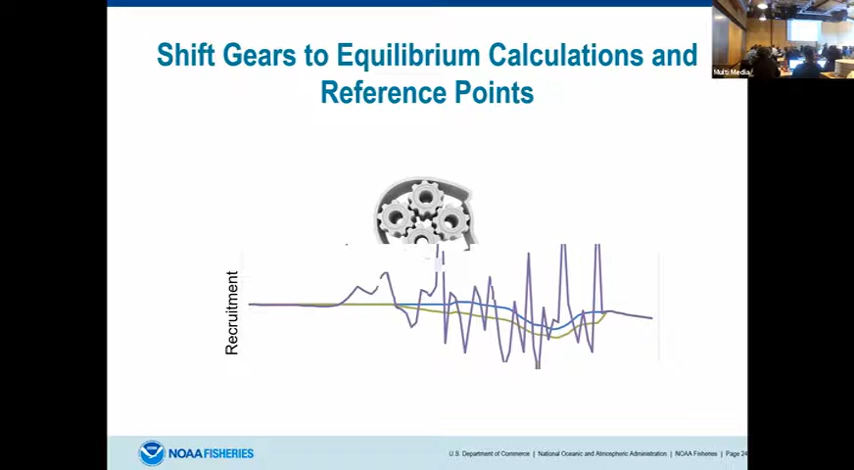 Shift Gears to Equilibrium Calculations and
Reference Points
Multi Media
Recruitment
NOAA FISHERIES
U.S. Department of Commerce | National Oceanic and Atmospheric Administration | NOAA Fisheries | Page 24